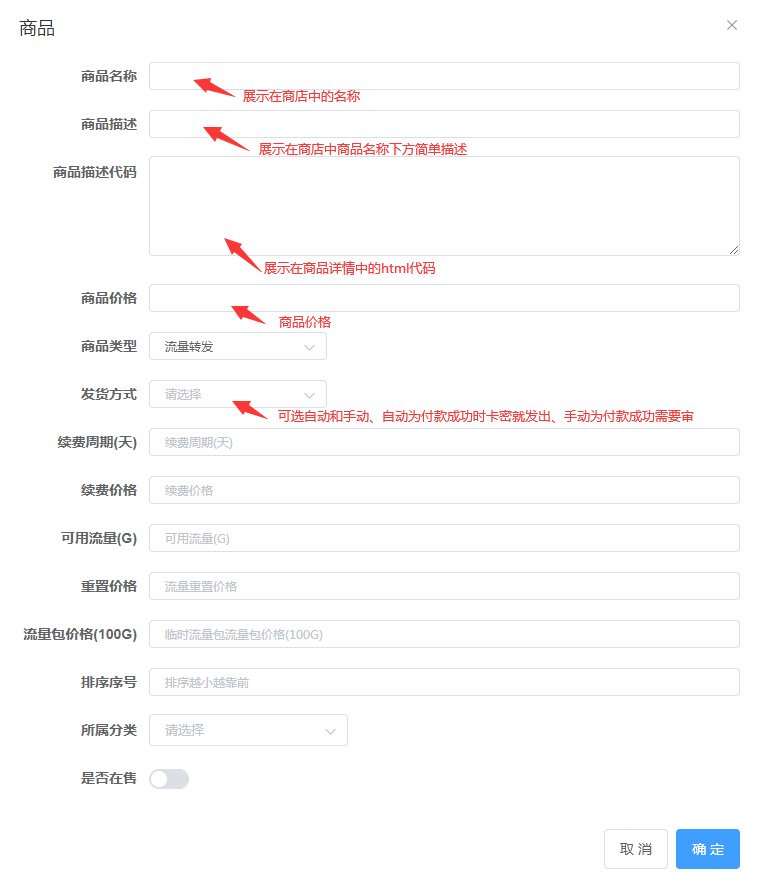 商品
商品名称
展示在商店中的名称
商品描述
展示在商店中商品名称下方简单描述
商品描述代码
展示在商品详情中的html代码
商品价格
商品价格
商品类型 流量转发
发货方式 请选择
可选自动和手动、自动为付款成功时卡密就发出、手动为付款成功需要审
续费周期(天) 续费周期(天)
续费价格 续费价格
可用流量(G) 可用流量(G)
重置价格 流量重置价格
流量包价格(100G) 临时流量包流量包价格(100G)
排序序号 排序越小越靠前
所属分类 请选择
是否在售
取 消 确 定